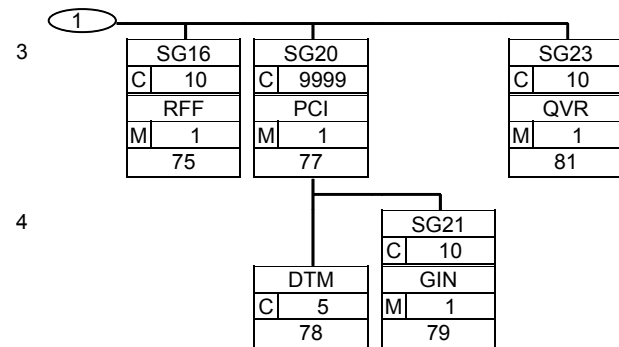 1
3 SG16 SG20 SG23
C 10 C 9999 C 10
RFF PCI QVR
M 1 M 1 M 1
75 77 81
4 SG21
C 10
DTM GIN
C 5 M 1
78 79